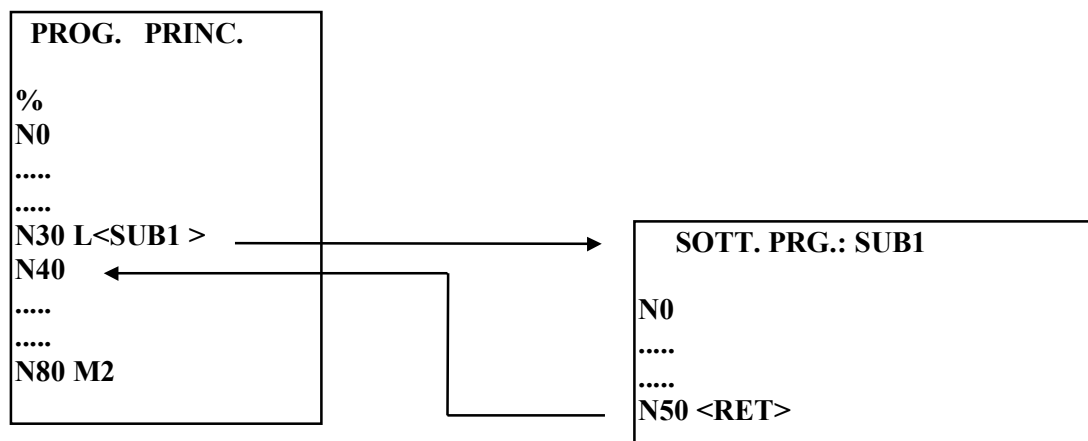 PROG. PRINC.
%
N0
.....
.....
N30 L<SUB1 >
N40
.....
.....
N80 M2
SOTT. PRG.: SUB1
N0
.....
.....
N50 <RET>